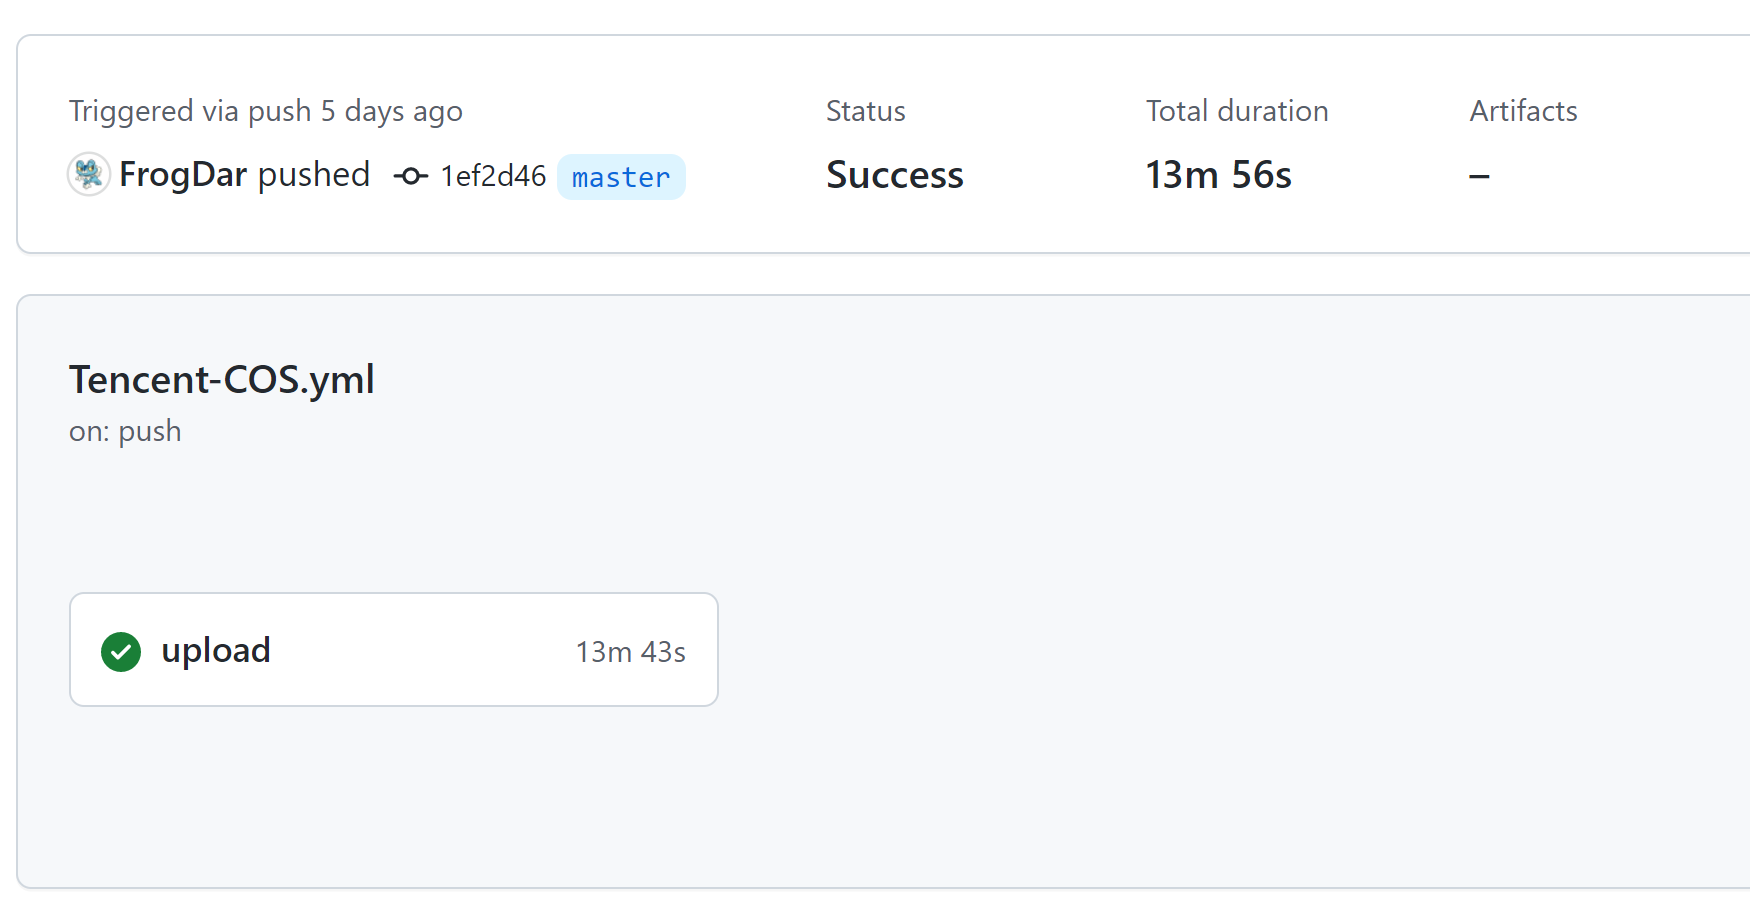 Triggered via push 5 days ago
FrogDar pushed 1ef2d46 master
Status
Success
Total duration
13m 56s
Artifacts
–
Tencent-COS.yml
on: push
upload 13m 43s